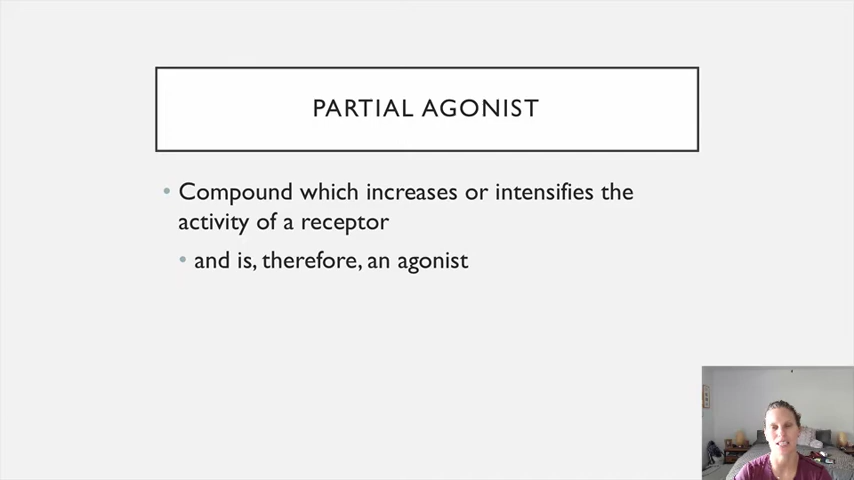 PARTIAL AGONIST
• Compound which increases or intensifies the
activity of a receptor
• and is, therefore, an agonist